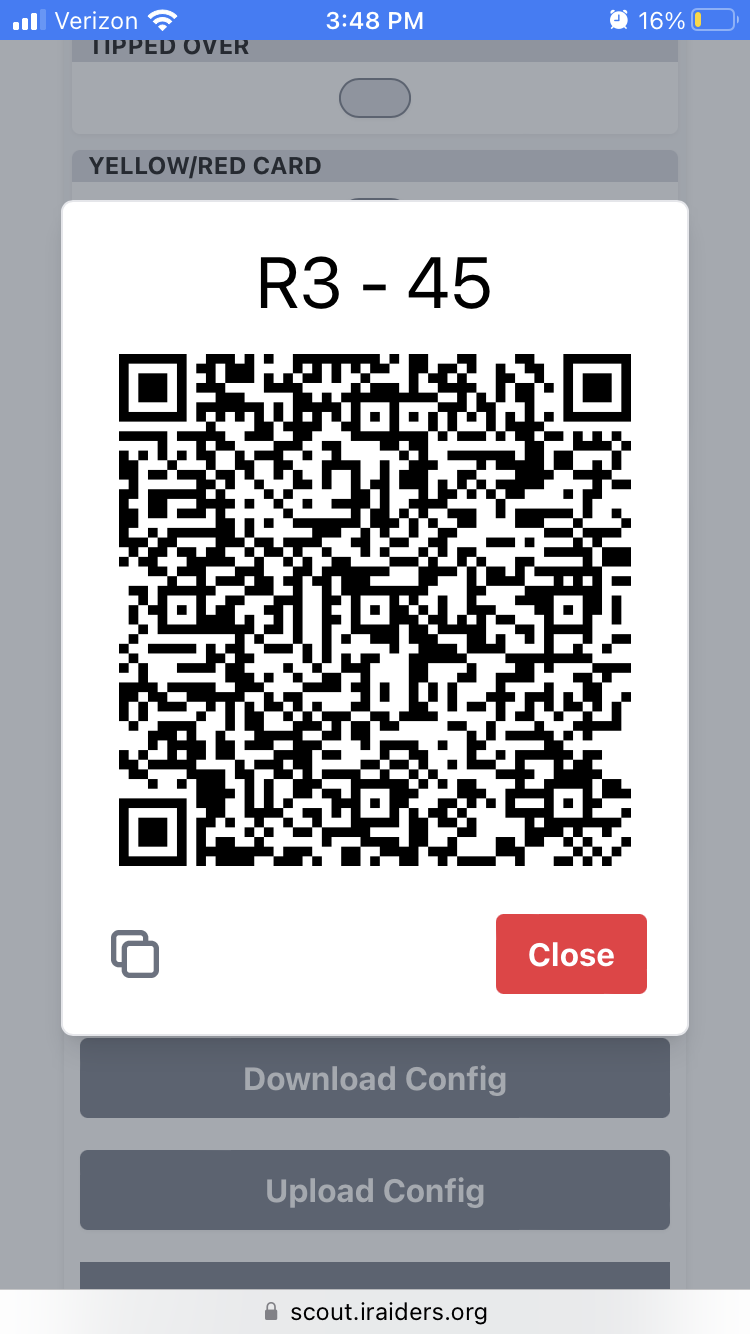 Verizon 3:48 PM 16%
TIPPED OVER
YELLOW/RED CARD
R3 - 45
Close
Download Config
Upload Config
scout.iraiders.org